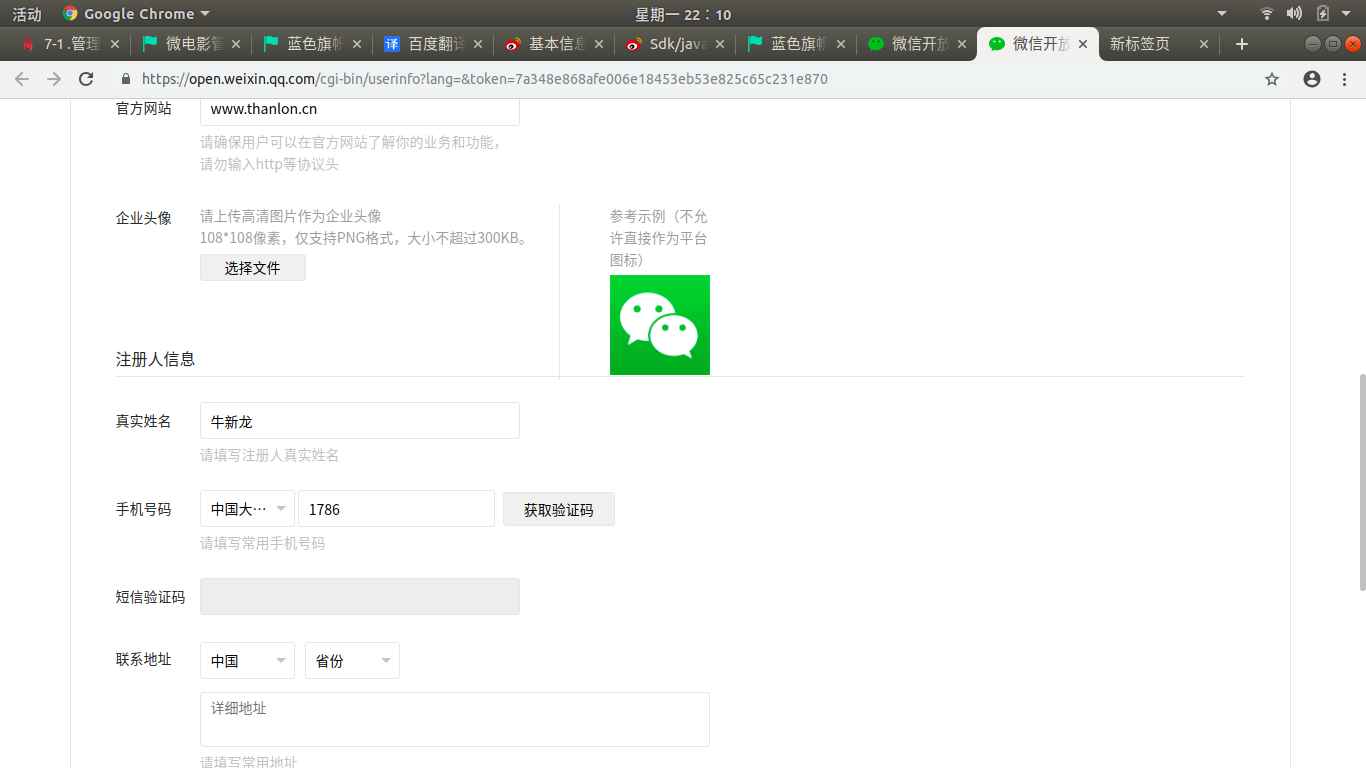 活动 Google Chrome 星期一 22：10
7-1.管理 微电影管 蓝色旗帜 百度翻译 基本信息 Sdk/java 蓝色旗帜 微信开放 微信开放 新标签页
https://open.weixin.qq.com/cgi-bin/userinfo?lang=&token=7a348e868afe006e18453eb53e825c65c231e870
官方网站 www.thanlon.cn
请确保用户可以在官方网站了解你的业务和功能，
请勿输入http等协议头
企业头像 请上传高清图片作为企业头像
108*108像素，仅支持PNG格式，大小不超过300KB。
选择文件
参考示例（不允
许直接作为平台
图标）
注册人信息
真实姓名 牛新龙
请填写注册人真实姓名
手机号码 中国大… 1786 获取验证码
请填写常用手机号码
短信验证码
联系地址 中国 省份
详细地址
请填写常用地址